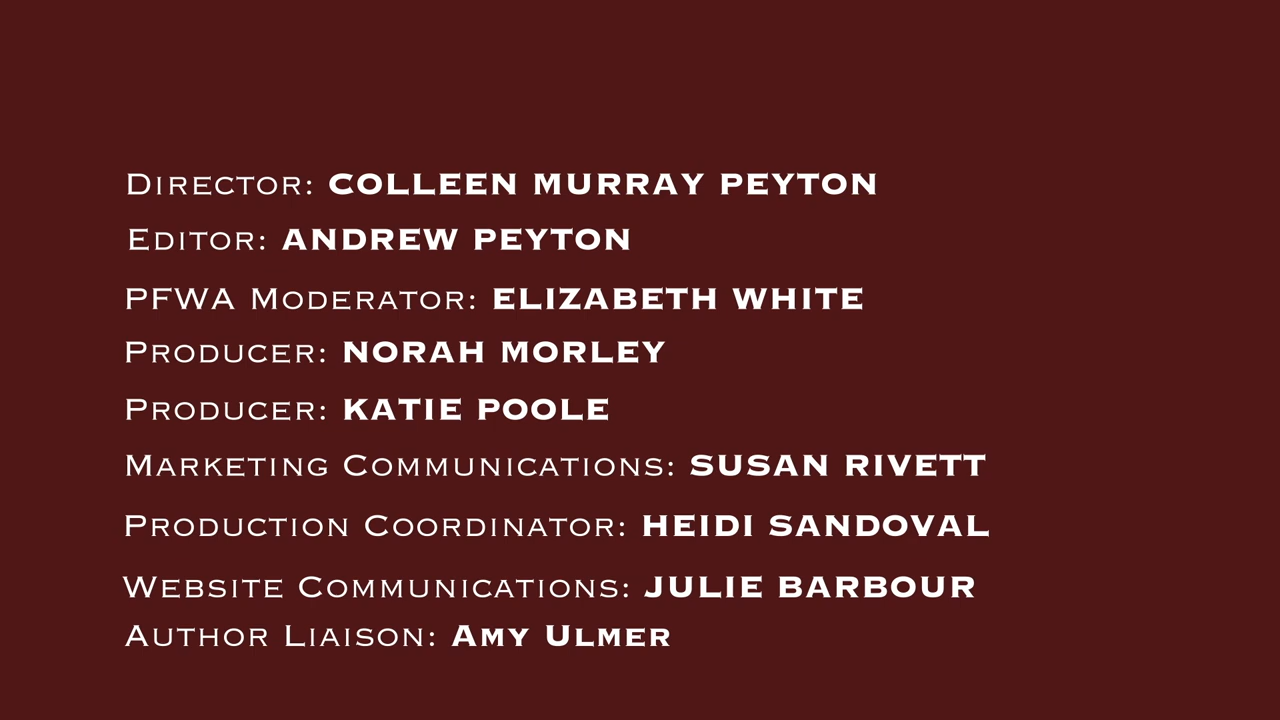 Director: COLLEEN MURRAY PEYTON
Editor: ANDREW PEYTON
PFWA Moderator: ELIZABETH WHITE
Producer: NORAH MORLEY
Producer: KATIE POOLE
Marketing Communications: SUSAN RIVETT
Production Coordinator: HEIDI SANDOVAL
Website Communications: JULIE BARBOUR
Author Liaison: Amy Ulmer